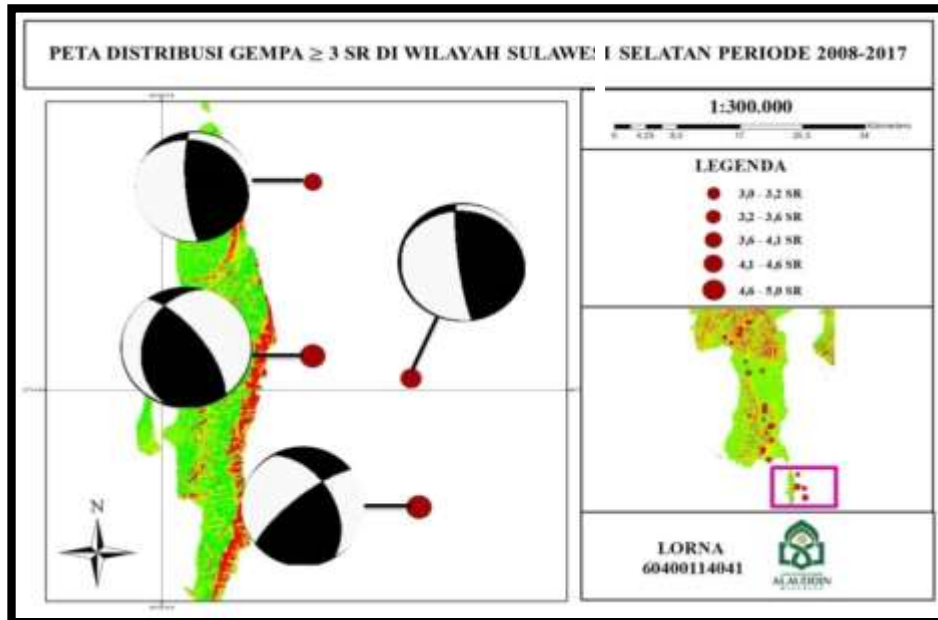 PETA DISTRIBUSI GEMPA ≥ 3 SR DI WILAYAH SULAWESI SELATAN PERIODE 2008-2017
1:300.000
LEGENDA
3,0 – 3,2 SR
3,2 – 3,6 SR
3,6 – 4,1 SR
4,1 – 4,6 SR
4,6 – 5,0 SR
N
LORNA
60400114041
ALAUDDIN